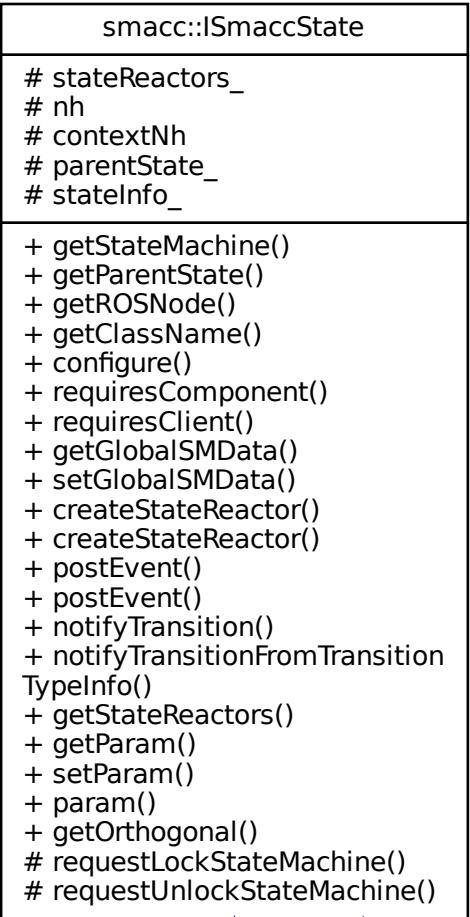 smacc::ISmaccState
# stateReactors_
# nh
# contextNh
# parentState_
# stateInfo_
+ getStateMachine()
+ getParentState()
+ getROSNode()
+ getClassName()
+ configure()
+ requiresComponent()
+ requiresClient()
+ getGlobalSMData()
+ setGlobalSMData()
+ createStateReactor()
+ createStateReactor()
+ postEvent()
+ postEvent()
+ notifyTransition()
+ notifyTransitionFromTransition
TypeInfo()
+ getStateReactors()
+ getParam()
+ setParam()
+ param()
+ getOrthogonal()
# requestLockStateMachine()
# requestUnlockStateMachine()